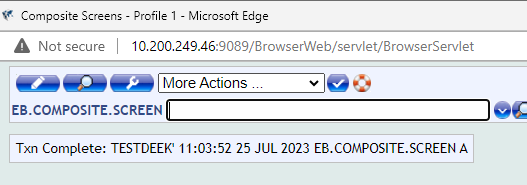 Composite Screens - Profile 1 - Microsoft Edge
Not secure 10.200.249.46:9089/BrowserWeb/servlet/BrowserServlet
More Actions ...
EB.COMPOSITE.SCREEN
Txn Complete: TESTDEEK' 11:03:52 25 JUL 2023 EB.COMPOSITE.SCREEN A